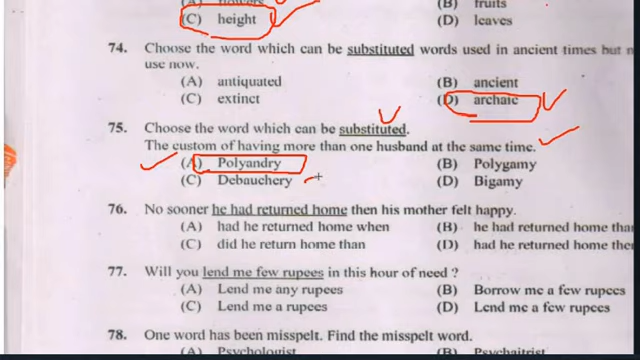 (A) flowers (B) fruits
(C) height (D) leaves
74. Choose the word which can be substituted words used in ancient times but n
use now.
(A) antiquated (B) ancient
(C) extinct (D) archaic
75. Choose the word which can be substituted.
The custom of having more than one husband at the same time.
(A) Polyandry (B) Polygamy
(C) Debauchery (D) Bigamy
76. No sooner he had returned home then his mother felt happy.
(A) had he returned home when (B) he had returned home than
(C) did he return home than (D) had he returned home the
77. Will you lend me few rupees in this hour of need ?
(A) Lend me any rupees (B) Borrow me a few rupees
(C) Lend me a rupees (D) Lend me a few rupees
78. One word has been misspelt. Find the misspelt word.
(A) Psychologist (B) Psychaitrist